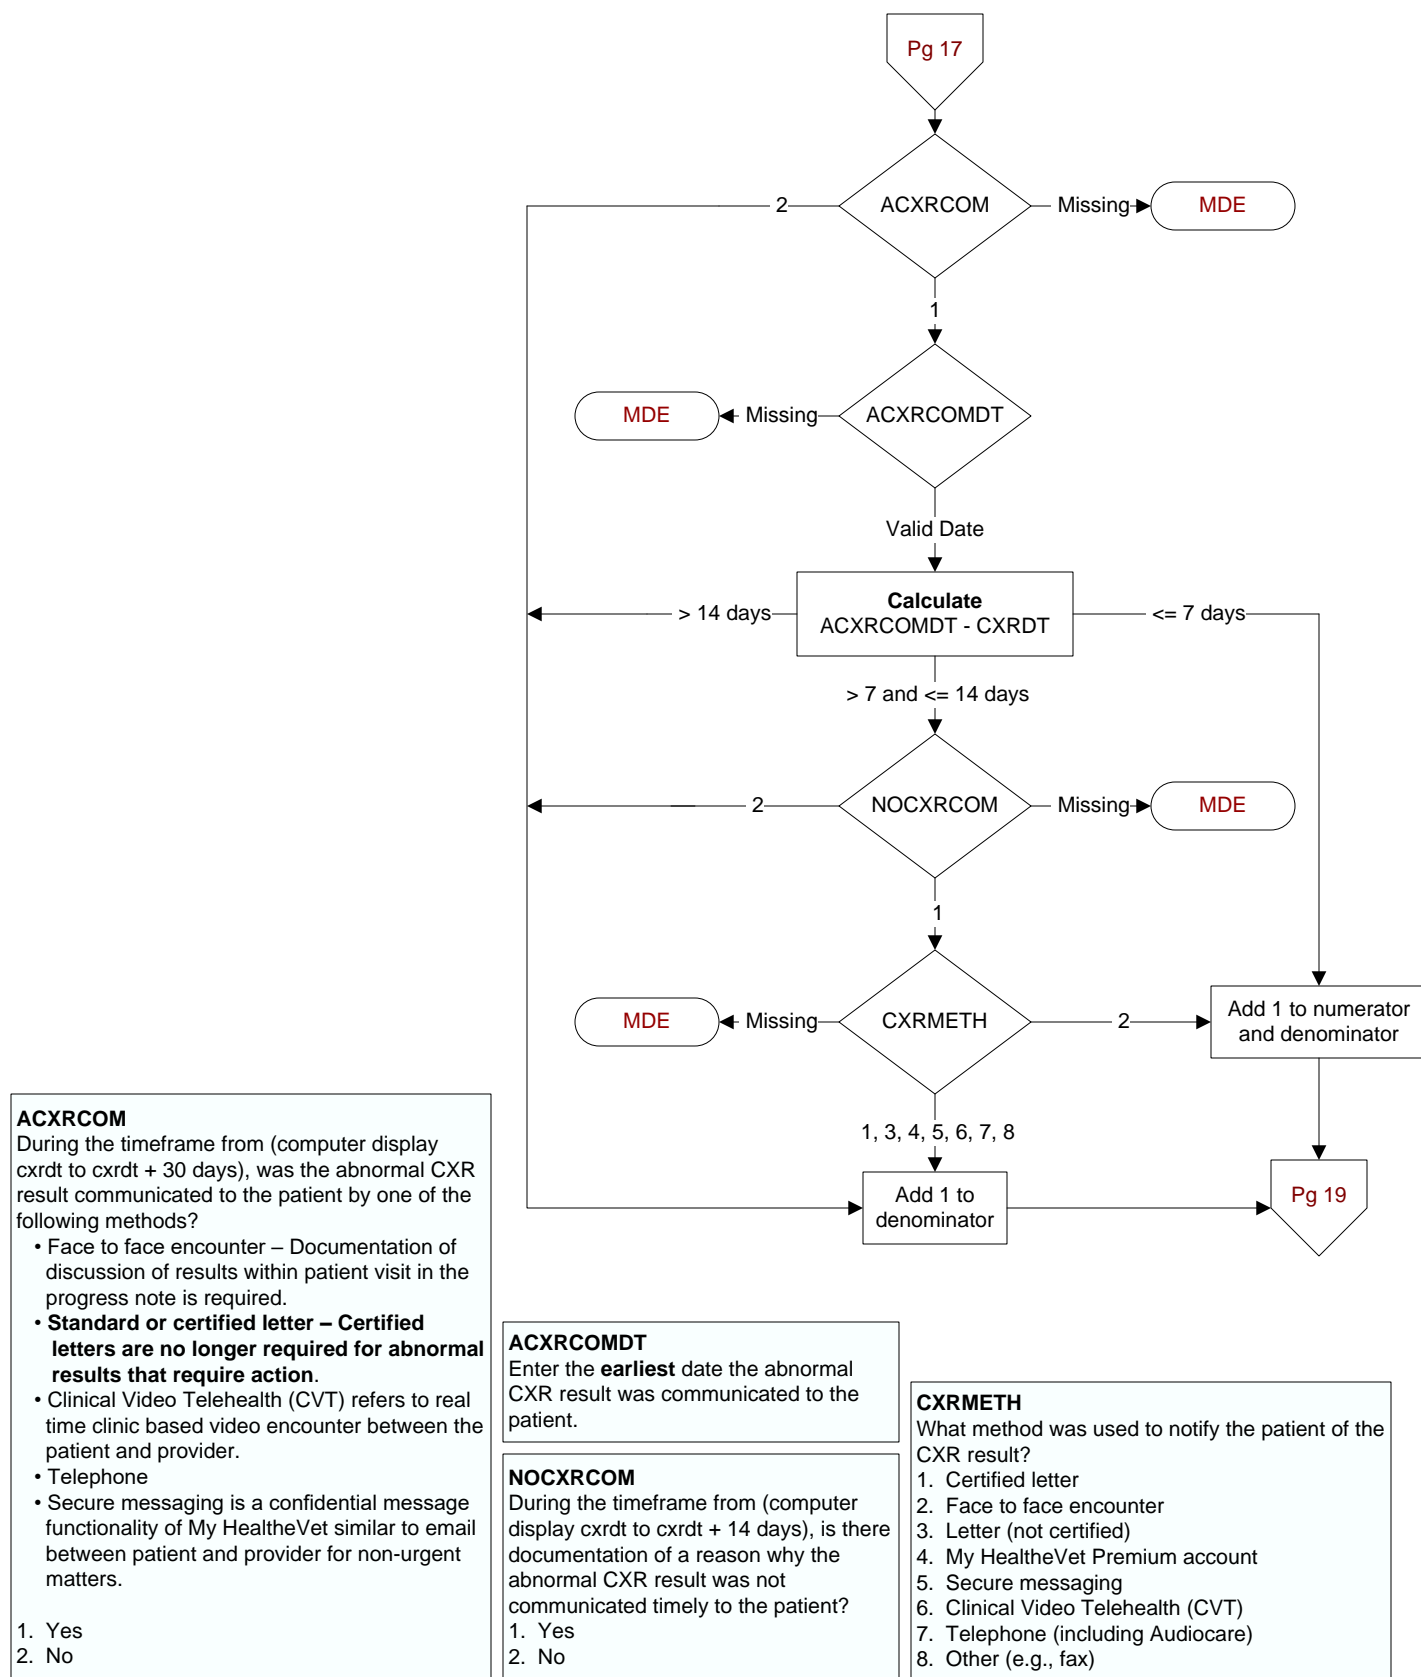 Pg 17
2
ACXRCOM
Missing
MDE
1
MDE
Missing
ACXRCOMDT
Valid Date
> 14 days
Calculate
ACXRCOMDT - CXRDT
<= 7 days
> 7 and <= 14 days
2
NOCXRCOM
Missing
MDE
1
MDE
Missing
CXRMETH
2
Add 1 to numerator
and denominator
1, 3, 4, 5, 6, 7, 8
Add 1 to
denominator
Pg 19
ACXRCOM
During the timeframe from (computer display
cxrdt to cxrdt + 30 days), was the abnormal CXR
result communicated to the patient by one of the
following methods?
• Face to face encounter – Documentation of
discussion of results within patient visit in the
progress note is required.
• Standard or certified letter – Certified
letters are no longer required for abnormal
results that require action.
• Clinical Video Telehealth (CVT) refers to real
time clinic based video encounter between the
patient and provider.
• Telephone
• Secure messaging is a confidential message
functionality of My HealtheVet similar to email
between patient and provider for non-urgent
matters.
1. Yes
2. No
ACXRCOMDT
Enter the earliest date the abnormal
CXR result was communicated to the
patient.
NOCXRCOM
During the timeframe from (computer
display cxrdt to cxrdt + 14 days), is there
documentation of a reason why the
abnormal CXR result was not
communicated timely to the patient?
1. Yes
2. No
CXRMETH
What method was used to notify the patient of the
CXR result?
1. Certified letter
2. Face to face encounter
3. Letter (not certified)
4. My HealtheVet Premium account
5. Secure messaging
6. Clinical Video Telehealth (CVT)
7. Telephone (including Audiocare)
8. Other (e.g., fax)